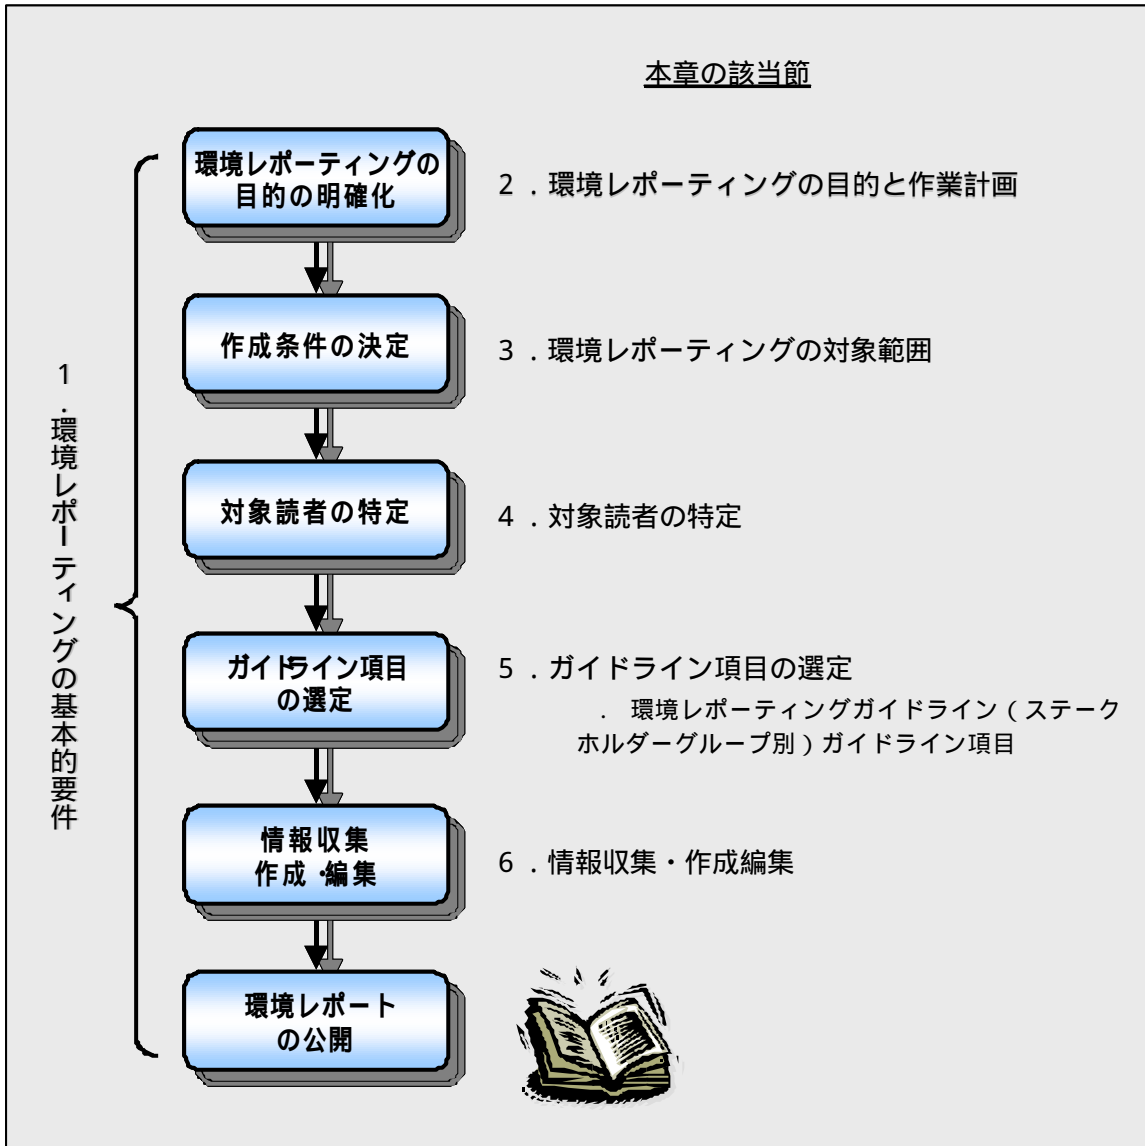 本章の該当節
1．環境レポーティングの基本的要件
環境レポーティングの
目的の明確化
2．環境レポーティングの目的と作業計画
作成条件の決定
3．環境レポーティングの対象範囲
対象読者の特定
4．対象読者の特定
ガイドライン項目
の選定
5．ガイドライン項目の選定
． 環境レポーティングガイドライン（ステーク
ホルダーグループ別）ガイドライン項目
情報収集
作成・編集
6．情報収集・作成編集
環境レポート
の公開